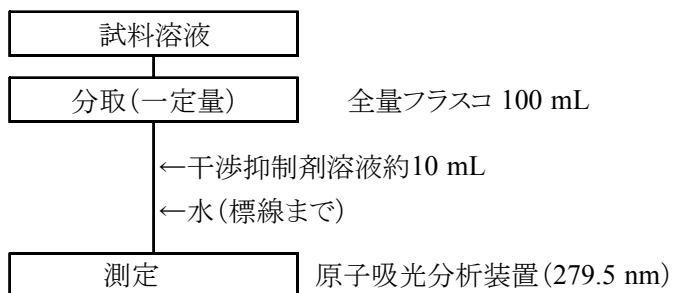 試料溶液
分取(一定量) 全量フラスコ 100 mL
←干渉抑制剤溶液約10 mL
←水(標線まで)
測定 原子吸光分析装置(279.5 nm)